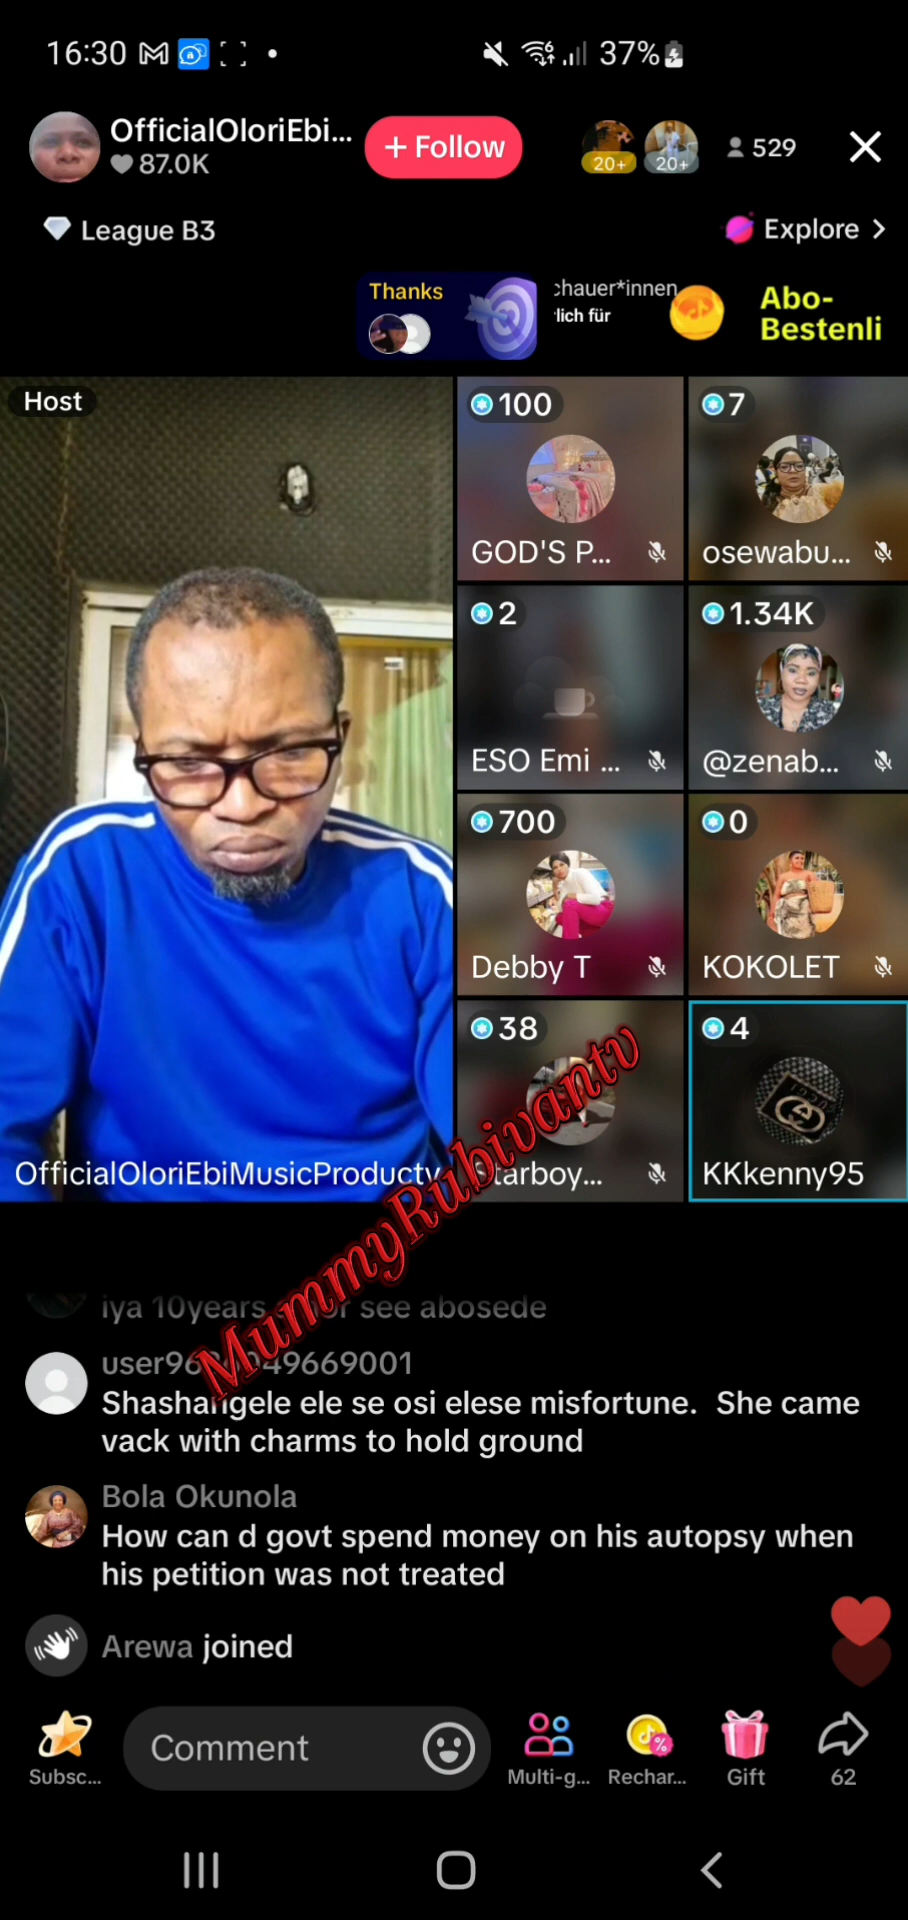 16:30
37%
OfficialOloriEbi...
87.0K
+ Follow
20+
20+
529
League B3
Explore >
Thanks
chauer*innen
lich für
Abo-
Bestenli
Host
100
GOD'S P...
7
osewabu...
2
ESO Emi ...
1.34K
@zenab...
700
Debby T
0
KOKOLET
38
Starboy...
4
KKkenny95
OfficialOloriEbiMusicProductv
MummyRubivantv
iya 10years see abosede
Shashangele ele se osi elese misfortune. She came
vack with charms to hold ground
Bola Okunola
How can d govt spend money on his autopsy when
his petition was not treated
Arewa joined
Subsc...
Comment
Multi-g...
Rechar...
Gift
62